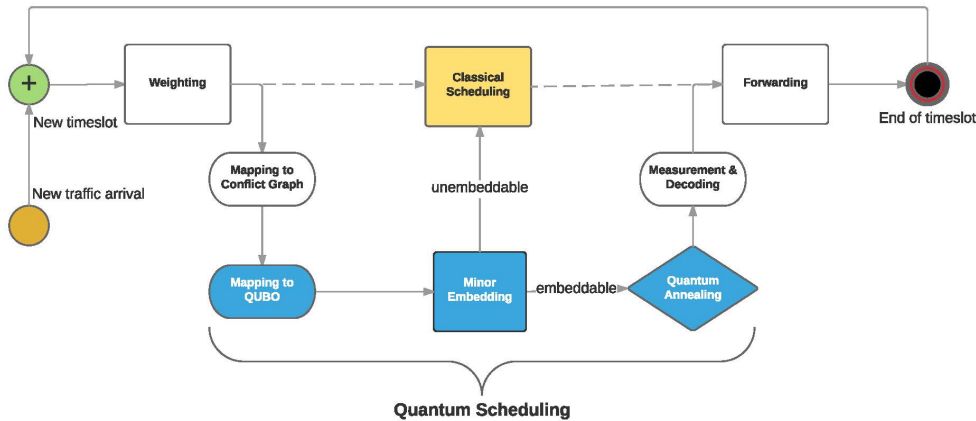 +
Weighting
Classical
Scheduling
Forwarding
New timeslot
End of timeslot
Mapping to
Conflict Graph
Measurement &
Decoding
unembeddable
New traffic arrival
Mapping to
QUBO
Minor
Embedding
embeddable
Quantum
Annealing
Quantum Scheduling